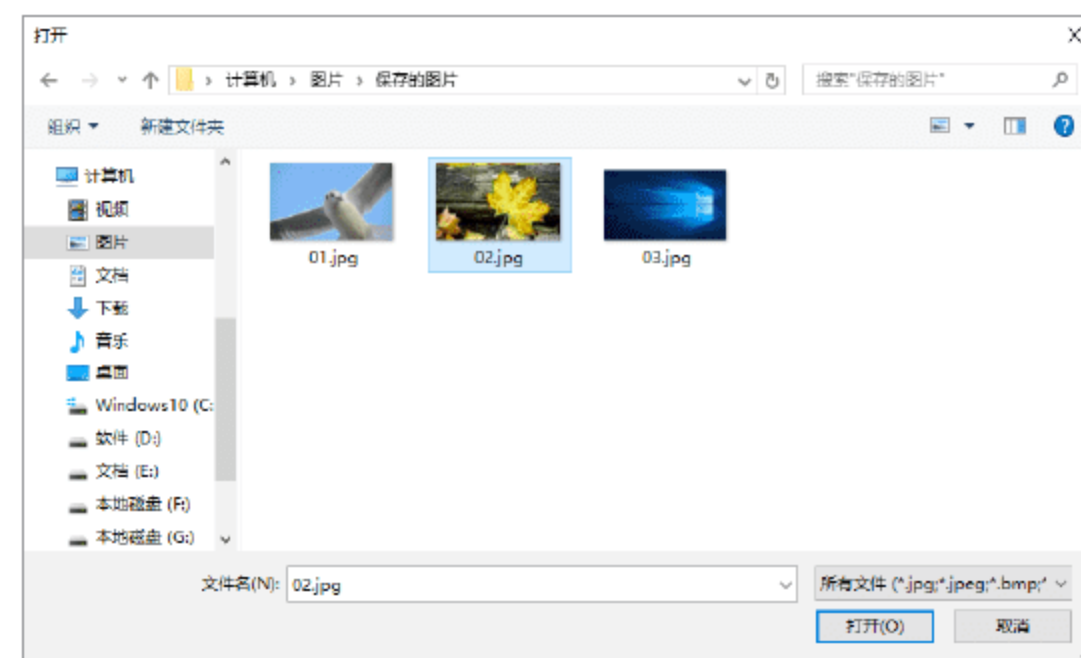 打开
计算机 › 图片 › 保存的图片
搜索"保存的图片"
组织
新建文件夹
计算机
视频
图片
文档
下载
音乐
桌面
Windows10 (C:
软件 (D:)
文档 (E:)
本地磁盘 (F:)
本地磁盘 (G:)
01.jpg
02.jpg
03.jpg
文件名(N):
02.jpg
所有文件 (*.jpg;*.jpeg;*.bmp;*
打开(O)
取消